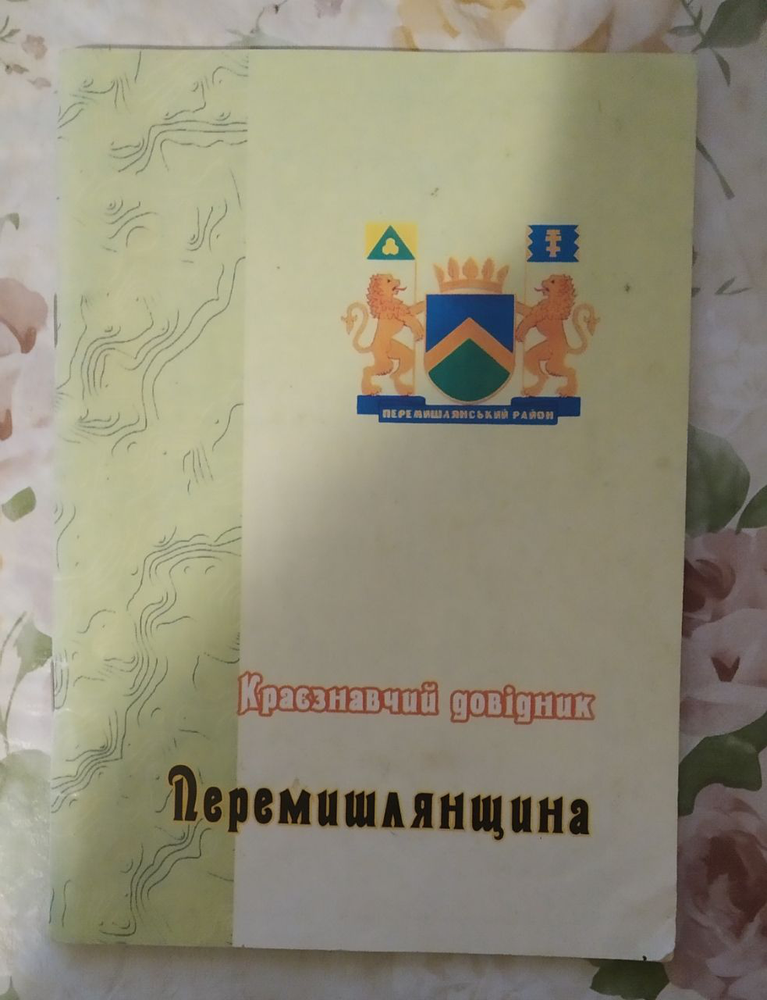 ПЕРЕМИШЛЯНСЬКИЙ РАЙОН
Краєзнавчий довідник
Перемишлянщина